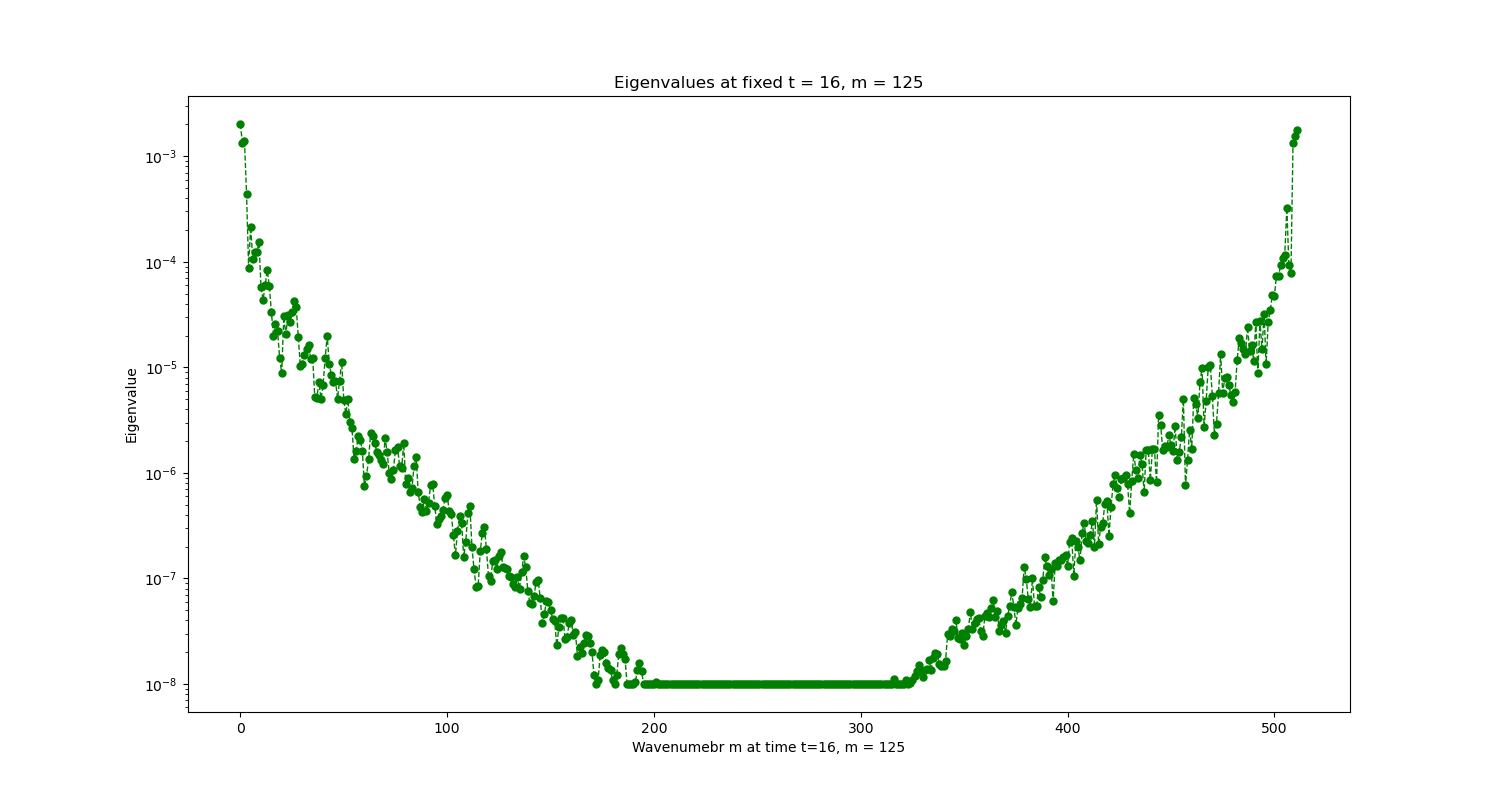 Eigenvalues at fixed t = 16, m = 125
10⁻³
10⁻⁴
10⁻⁵
10⁻⁶
10⁻⁷
10⁻⁸
Eigenvalue
0 100 200 300 400 500
Wavenumebr m at time t=16, m = 125